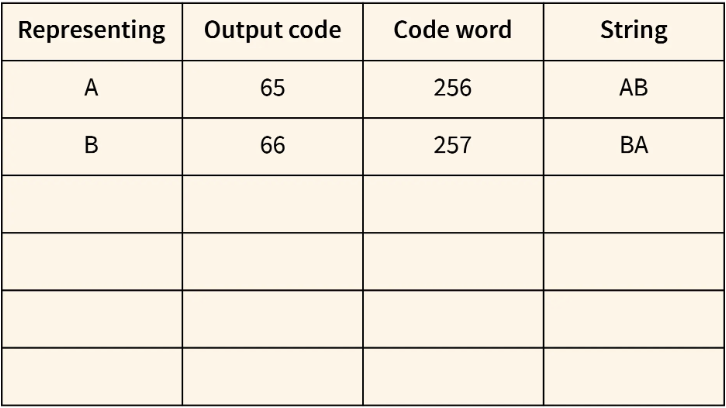 Representing Output code Code word String
A 65 256 AB
B 66 257 BA